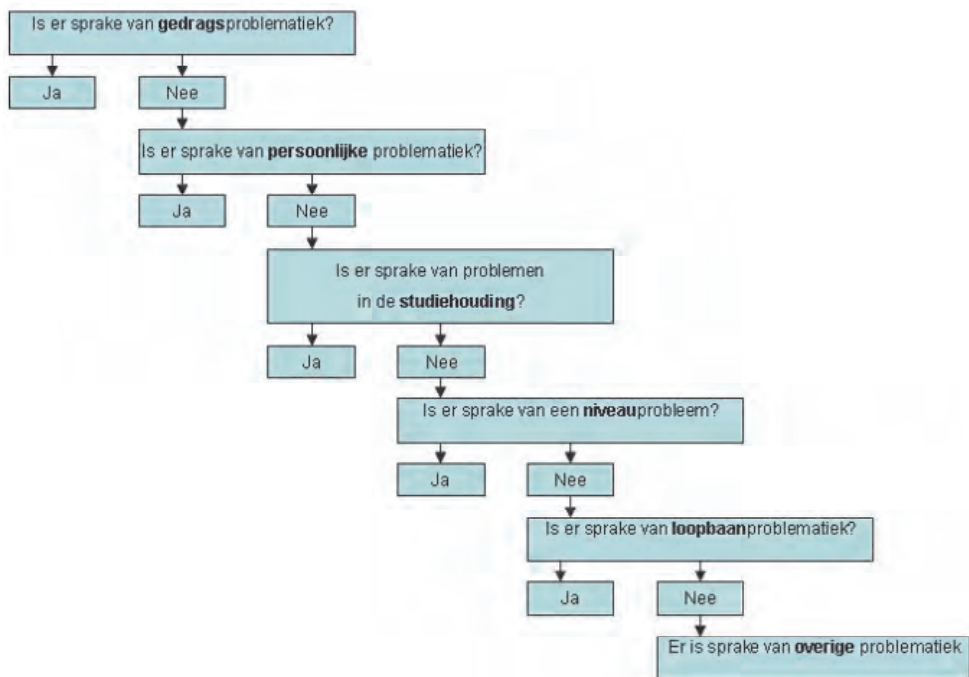 Is er sprake van gedragsproblematiek?
Ja
Nee
Is er sprake van persoonlijke problematiek?
Ja
Nee
Is er sprake van problemen
in de studiehouding?
Ja
Nee
Is er sprake van een niveauprobleem?
Ja
Nee
Is er sprake van loopbaanproblematiek?
Ja
Nee
Er is sprake van overige problematiek